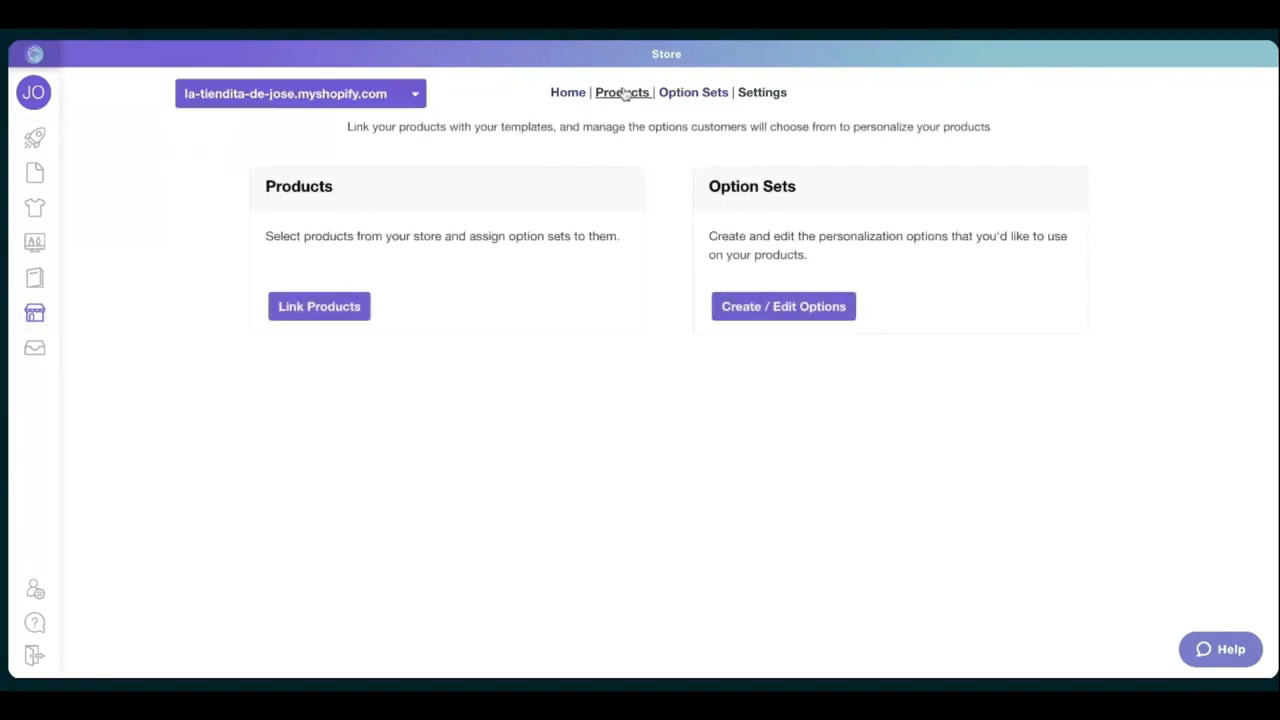 Store
JO
la-tiendita-de-jose.myshopify.com
Home | Products | Option Sets | Settings
Link your products with your templates, and manage the options customers will choose from to personalize your products
Products
Select products from your store and assign option sets to them.
Link Products
Option Sets
Create and edit the personalization options that you'd like to use
on your products.
Create / Edit Options
Help